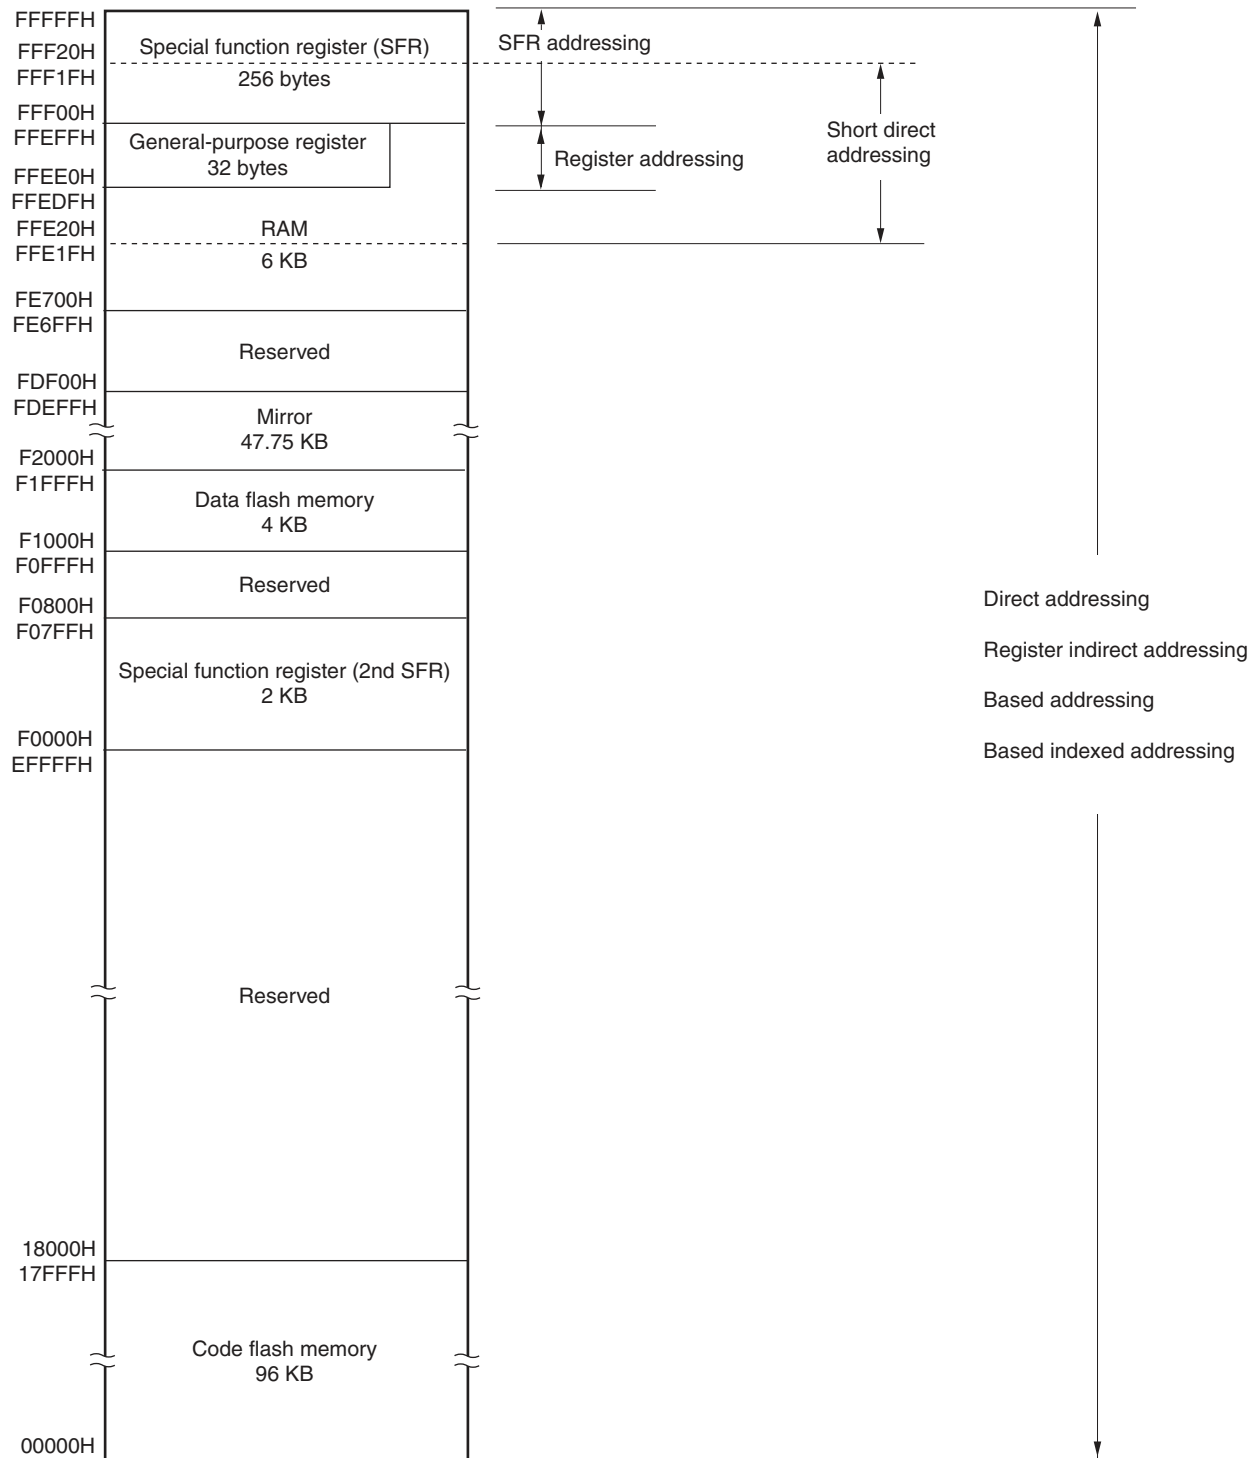 FFFFFH
Special function register (SFR)
256 bytes
SFR addressing
FFF20H
FFF1FH
FFF00H
FFEFFH
General-purpose register
32 bytes
Register addressing
Short direct
addressing
FFEE0H
FFEDFH
FFE20H
FFE1FH
RAM
6 KB
FE700H
FE6FFH
Reserved
FDF00H
FDEFFH
Mirror
47.75 KB
F2000H
F1FFFH
Data flash memory
4 KB
F1000H
F0FFFH
Reserved
F0800H
F07FFH
Special function register (2nd SFR)
2 KB
Direct addressing
Register indirect addressing
Based addressing
Based indexed addressing
F0000H
EFFFFH
Reserved
18000H
17FFFH
Code flash memory
96 KB
00000H